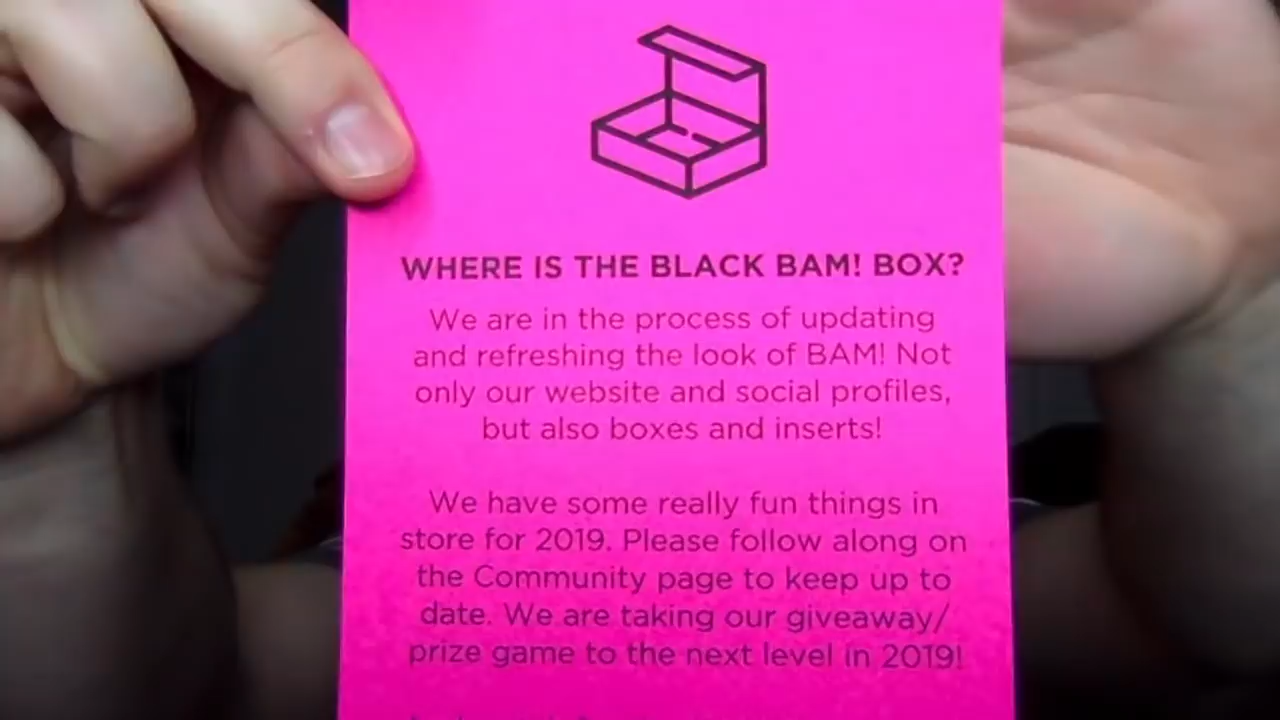 WHERE IS THE BLACK BAM! BOX?
We are in the process of updating
and refreshing the look of BAM! Not
only our website and social profiles,
but also boxes and inserts!
We have some really fun things in
store for 2019. Please follow along on
the Community page to keep up to
date. We are taking our giveaway/
prize game to the next level in 2019!